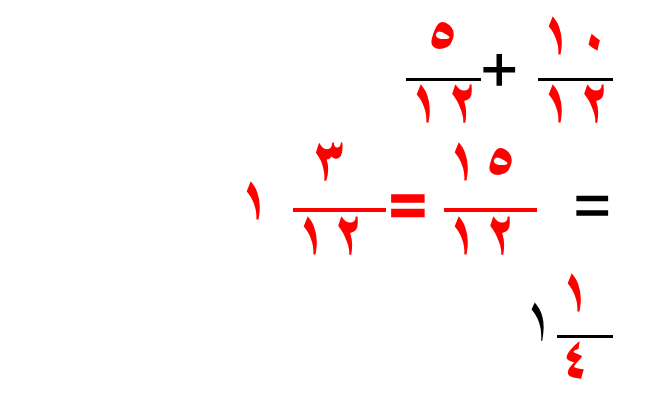 ١٠/١٢ + ٥/١٢
= ١٥/١٢ = ٣/١٢ ١
١/٤ ١